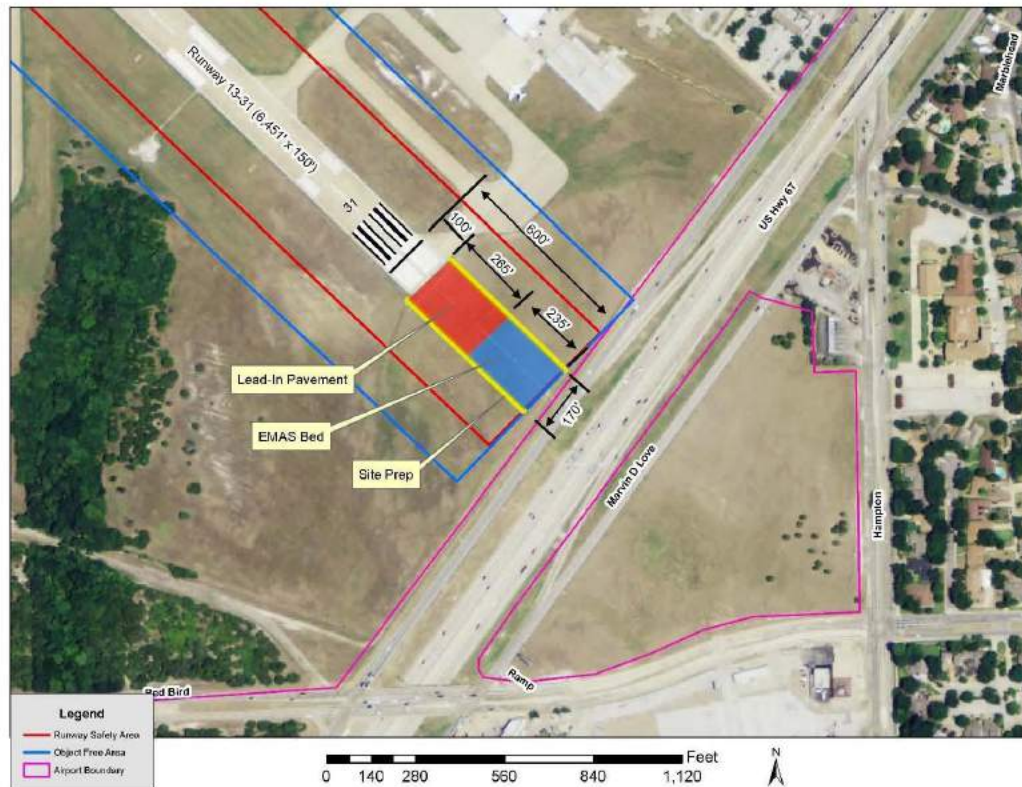 Runway 13-31 (6,451' x 150')
31
100'
600'
265'
235'
170'
Lead-In Pavement
EMAS Bed
Site Prep
US Hwy 67
Marvin D Love
Marblehead
Hampton
Ramp
Red Bird
Legend
Runway Safety Area
Object Free Area
Airport Boundary
Feet
0 140 280 560 840 1,120
N